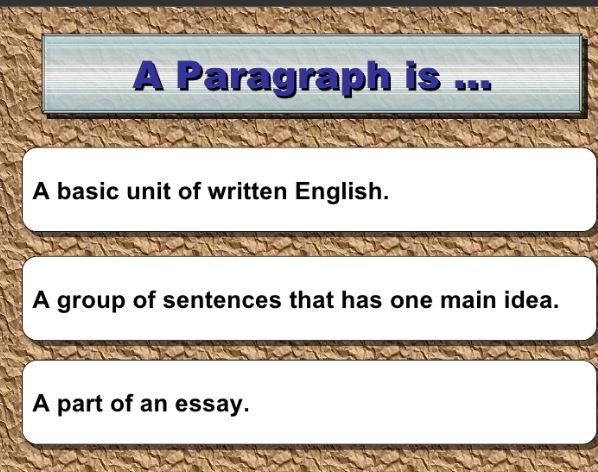 A Paragraph is ...
A basic unit of written English.
A group of sentences that has one main idea.
A part of an essay.